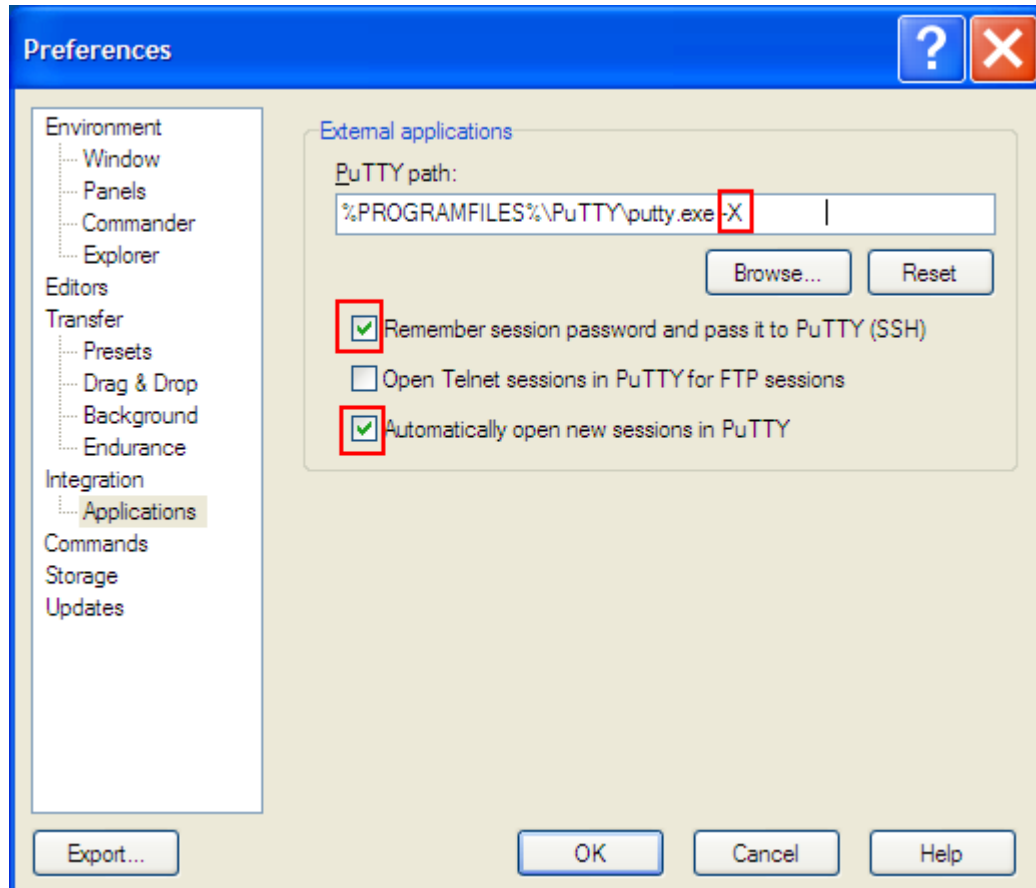 Preferences
Environment
Window
Panels
Commander
Explorer
Editors
Transfer
Presets
Drag & Drop
Background
Endurance
Integration
Applications
Commands
Storage
Updates
External applications
PuTTY path:
%PROGRAMFILES%\PuTTY\putty.exe -X
Browse... Reset
Remember session password and pass it to PuTTY (SSH)
Open Telnet sessions in PuTTY for FTP sessions
Automatically open new sessions in PuTTY
Export... OK Cancel Help